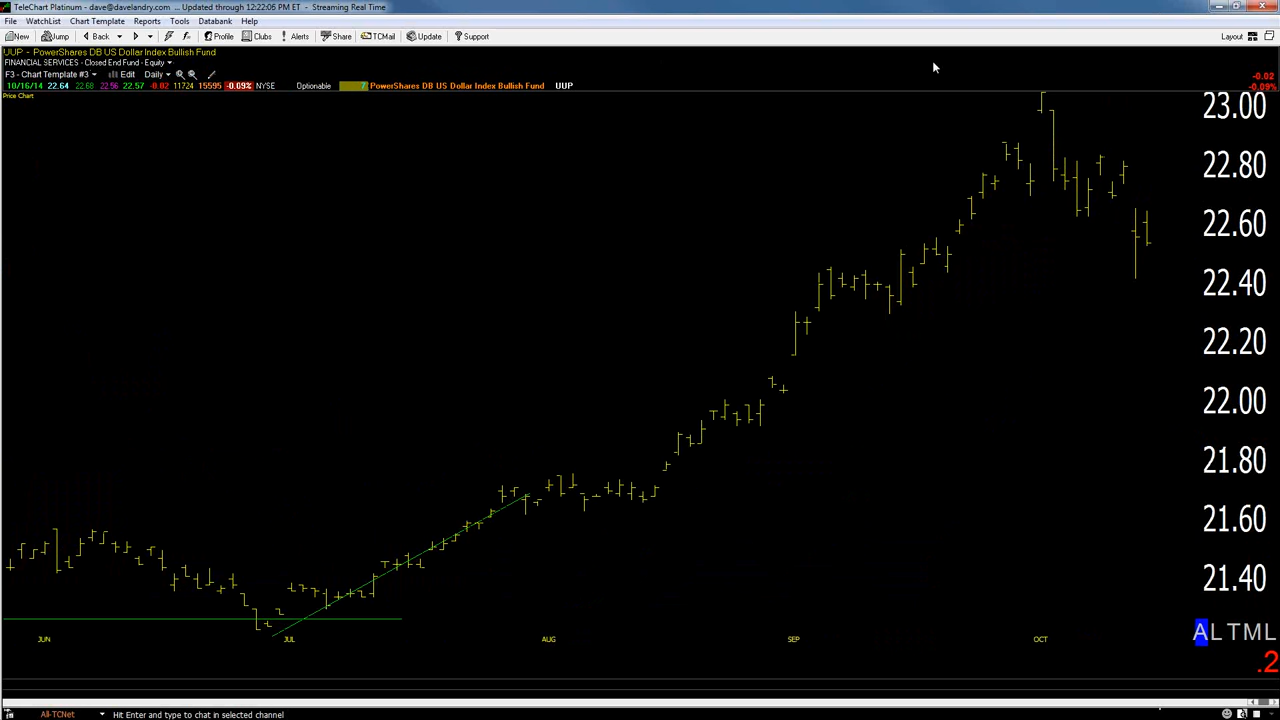 TeleChart Platinum - dave@davelandry.com ... Updated through 12:22:06 PM ET - Streaming Real Time
File WatchList Chart Template Reports Tools Databank Help
New Jump Back Profile Clubs Alerts Share TCMail Update Support Layout
UUP - PowerShares DB US Dollar Index Bullish Fund
FINANCIAL SERVICES - Closed End Fund - Equity
F3 - Chart Template #3 Edit Daily
-0.02
10/16/14 22.64 22.68 22.56 22.57 -0.02 11724 15595 -0.09% NYSE Optionable 7 PowerShares DB US Dollar Index Bullish Fund UUP -0.09%
Price Chart
23.00
22.80
22.60
22.40
22.20
22.00
21.80
21.60
21.40
ALTML
JUN JUL AUG SEP OCT
.2
All-TCNet Hit Enter and type to chat in selected channel